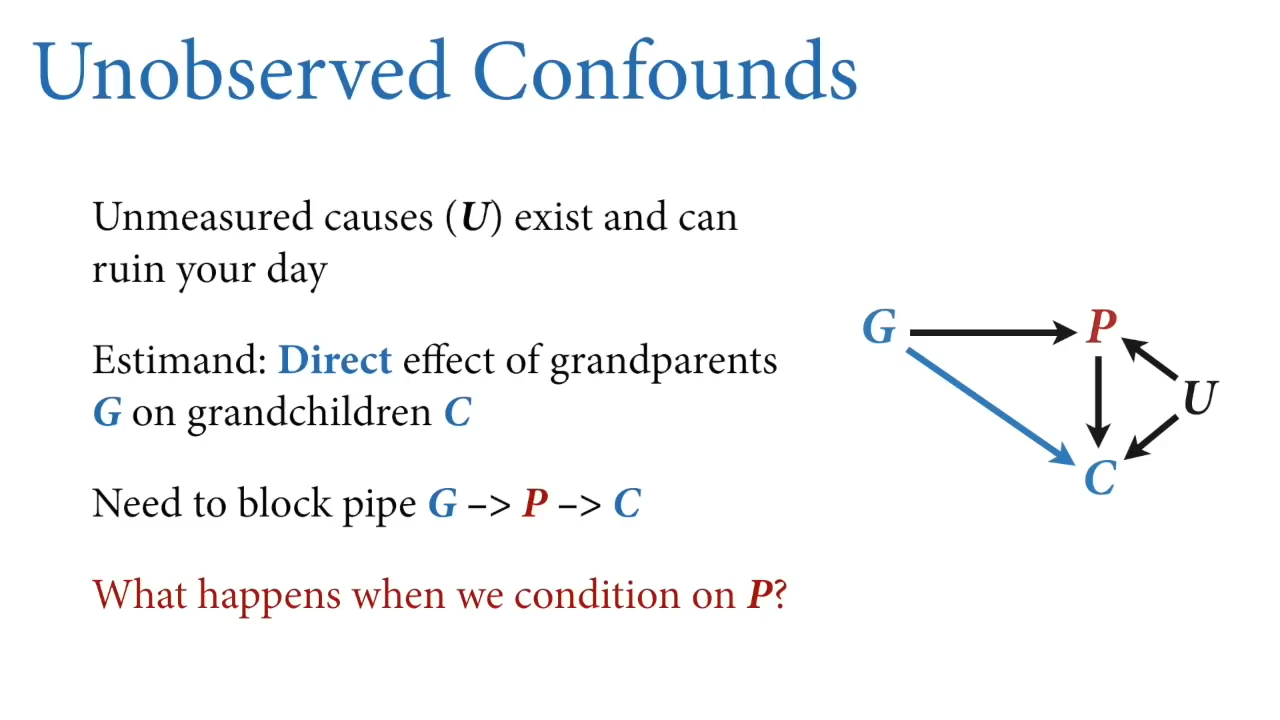 Unobserved Confounds
Unmeasured causes (U) exist and can
ruin your day
Estimand: Direct effect of grandparents
G on grandchildren C
Need to block pipe G –> P –> C
What happens when we condition on P?
G
P
U
C